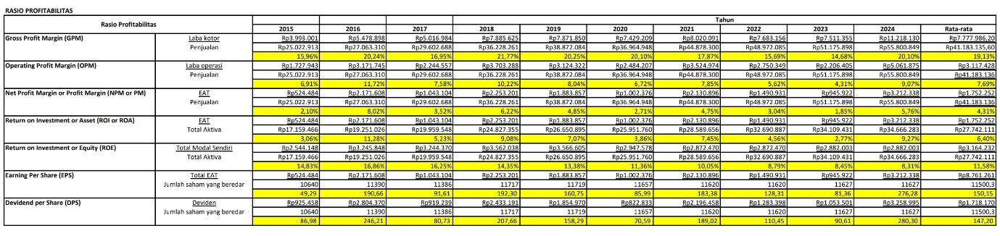 RASIO PROFITABILITAS
Rasio Profitabilitas Tahun
2015 2016 2017 2018 2019 2020 2021 2022 2023 2024 Rata-rata
Gross Profit Margin (GPM) Laba kotor Rp3.993.001 Rp5.478.898 Rp5.016.984 Rp7.885.625 Rp7.871.850 Rp7.429.209 Rp8.020.091 Rp7.683.156 Rp7.511.355 Rp11.218.130 Rp7.777.986,20
Penjualan Rp25.022.913 Rp27.063.310 Rp29.602.688 Rp36.228.261 Rp38.872.084 Rp36.964.948 Rp44.878.300 Rp48.972.085 Rp51.175.898 Rp55.800.849 Rp41.183.135,60
15,96% 20,24% 16,95% 21,77% 20,25% 20,10% 17,87% 15,69% 14,68% 20,10% 19,13%
Operating Profit Margin (OPM) Laba operasi Rp1.727.943 Rp3.171.745 Rp2.244.557 Rp3.703.288 Rp3.124.322 Rp2.484.207 Rp3.524.974 Rp2.750.349 Rp2.206.405 Rp5.061.875 Rp3.117.428
Penjualan Rp25.022.913 Rp27.063.310 Rp29.602.688 Rp36.228.261 Rp38.872.084 Rp36.964.948 Rp44.878.300 Rp48.972.085 Rp51.175.898 Rp55.800.849 Rp41.183.136
6,91% 11,72% 7,58% 10,22% 8,04% 6,72% 7,85% 5,62% 4,31% 9,07% 7,69%
Net Profit Margin or Profit Margin (NPM or PM) EAT Rp524.484 Rp2.171.608 Rp1.043.104 Rp2.253.201 Rp1.883.857 Rp1.002.376 Rp2.130.896 Rp1.490.931 Rp945.922 Rp3.212.338 Rp1.752.252
Penjualan Rp25.022.913 Rp27.063.310 Rp29.602.688 Rp36.228.261 Rp38.872.084 Rp36.964.948 Rp44.878.300 Rp48.972.085 Rp51.175.898 Rp55.800.849 Rp41.183.136
2,10% 8,02% 3,52% 6,22% 4,85% 2,71% 4,75% 3,04% 1,85% 5,76% 4,31%
Return on Investment or Asset (ROI or ROA) EAT Rp524.484 Rp2.171.608 Rp1.043.104 Rp2.253.201 Rp1.883.857 Rp1.002.376 Rp2.130.896 Rp1.490.931 Rp945.922 Rp3.212.338 Rp1.752.252
Total Aktiva Rp17.159.466 Rp19.251.026 Rp19.959.548 Rp24.827.355 Rp26.650.895 Rp25.951.760 Rp28.589.656 Rp32.690.887 Rp34.109.431 Rp34.666.283 Rp27.742.111
3,06% 11,28% 5,23% 9,08% 7,07% 3,86% 7,45% 4,56% 2,77% 9,27% 6,40%
Return on Investment or Equity (ROE) Total Modal Sendiri Rp2.544.148 Rp3.245.848 Rp3.244.370 Rp3.562.038 Rp3.566.605 Rp2.947.578 Rp2.872.470 Rp2.872.470 Rp2.882.003 Rp2.882.003 Rp3.164.232
Total Aktiva Rp17.159.466 Rp19.251.026 Rp19.959.548 Rp24.827.355 Rp26.650.895 Rp25.951.760 Rp28.589.656 Rp32.690.887 Rp34.109.431 Rp34.666.283 Rp27.742.111
14,83% 16,86% 16,25% 14,35% 13,38% 11,36% 10,05% 8,79% 8,45% 8,31% 11,58%
Earning Per Share (EPS) Total EAT Rp524.484 Rp2.171.608 Rp1.043.104 Rp2.253.201 Rp1.883.857 Rp1.002.376 Rp2.130.896 Rp1.490.931 Rp945.922 Rp3.212.338 Rp8.761.261
Jumlah saham yang beredar 10640 11390 11386 11717 11719 11657 11620 11620 11627 11627 11500,3
49,29 190,66 91,61 192,30 160,75 85,99 183,38 128,31 81,36 276,28 150,15
Devidend per Share (DPS) Deviden Rp925.458 Rp2.804.370 Rp919.239 Rp2.433.191 Rp1.854.970 Rp822.833 Rp2.196.458 Rp1.283.398 Rp1.053.501 Rp3.258.995 Rp1.718.170
Jumlah saham yang beredar 10640 11390 11386 11717 11719 11657 11620 11620 11627 11627 11500,3
86,98 246,21 80,73 207,66 158,29 70,59 189,02 110,45 90,61 280,30 147,20